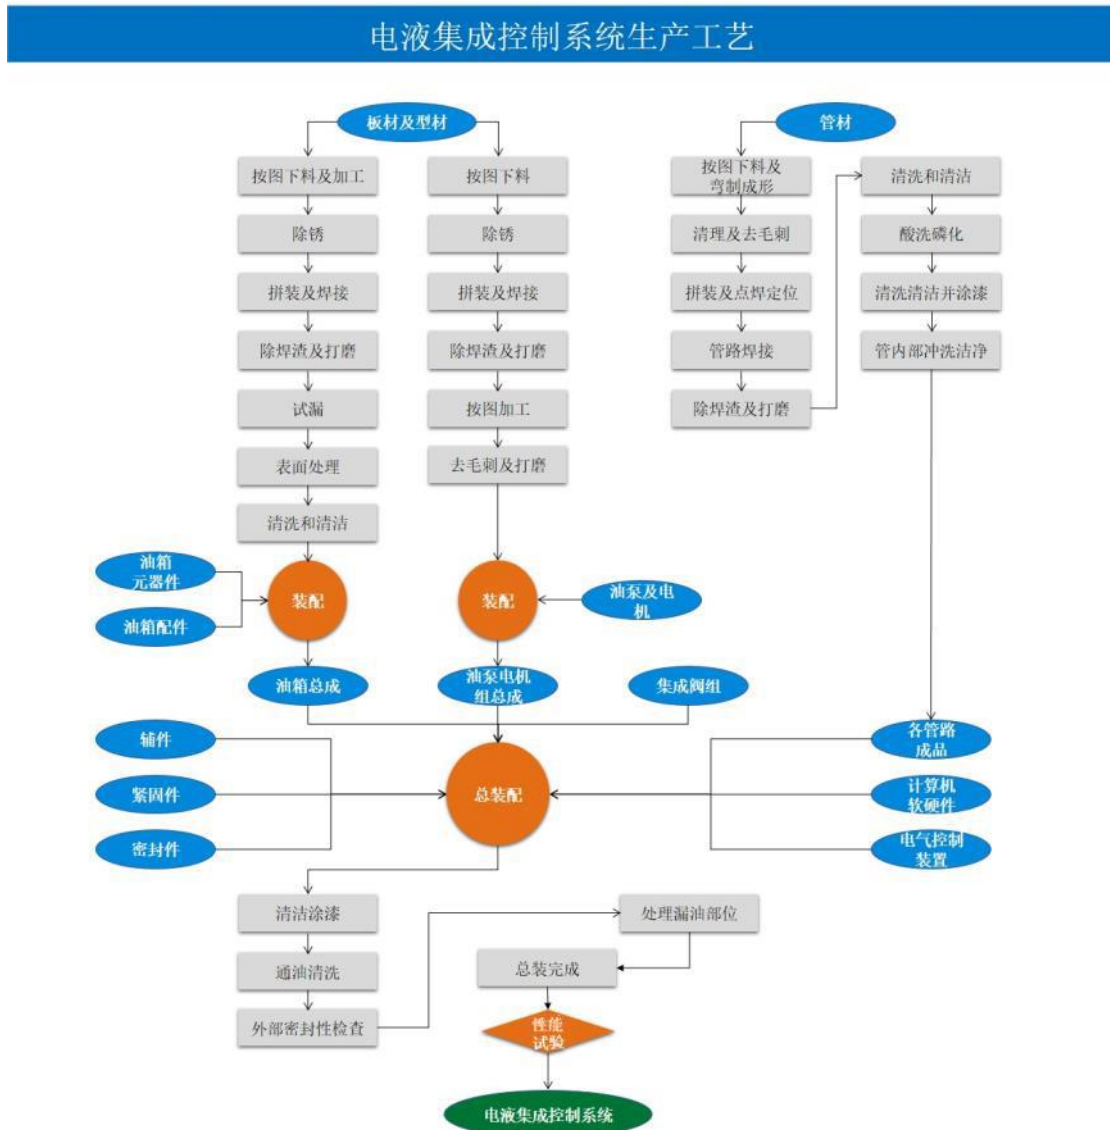 电液集成控制系统生产工艺
板材及型材
管材
按图下料及加工
除锈
拼装及焊接
除焊渣及打磨
试漏
表面处理
清洗和清洁
按图下料
除锈
拼装及焊接
除焊渣及打磨
按图加工
去毛刺及打磨
按图下料及
弯制成形
清理及去毛刺
拼装及点焊定位
管路焊接
除焊渣及打磨
清洗和清洁
酸洗磷化
清洗清洁并涂漆
管内部冲洗洁净
油箱
元器件
油箱配件
装配
装配
油泵及电
机
油箱总成
油泵电机
组总成
集成阀组
辅件
紧固件
密封件
总装配
各管路
成品
计算机
软硬件
电气控制
装置
清洁涂漆
通油清洗
外部密封性检查
处理漏油部位
总装完成
性能
试验
电液集成控制系统